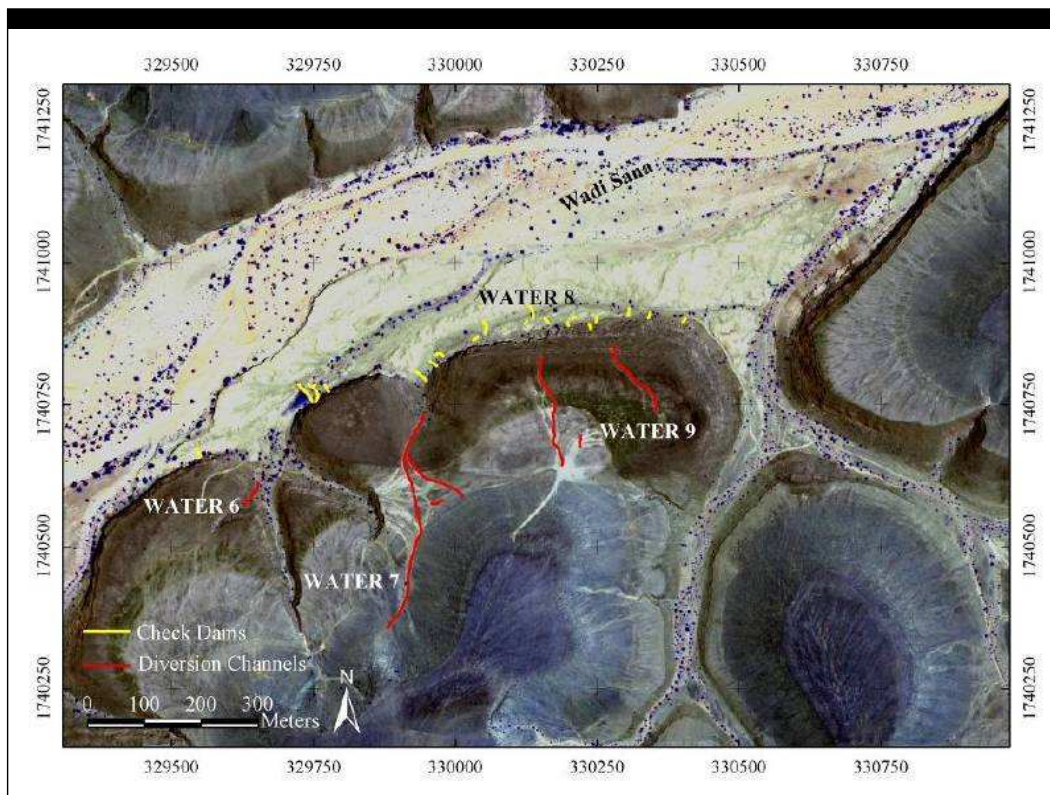 329500 329750 330000 330250 330500 330750
1741250
1741250
Wadi Sana
1741000
1741000
WATER 8
1740750
1740750
WATER 9
WATER 6
1740500
1740500
WATER 7
Check Dams
Diversion Channels
N
1740250
1740250
0 100 200 300
Meters
329500 329750 330000 330250 330500 330750